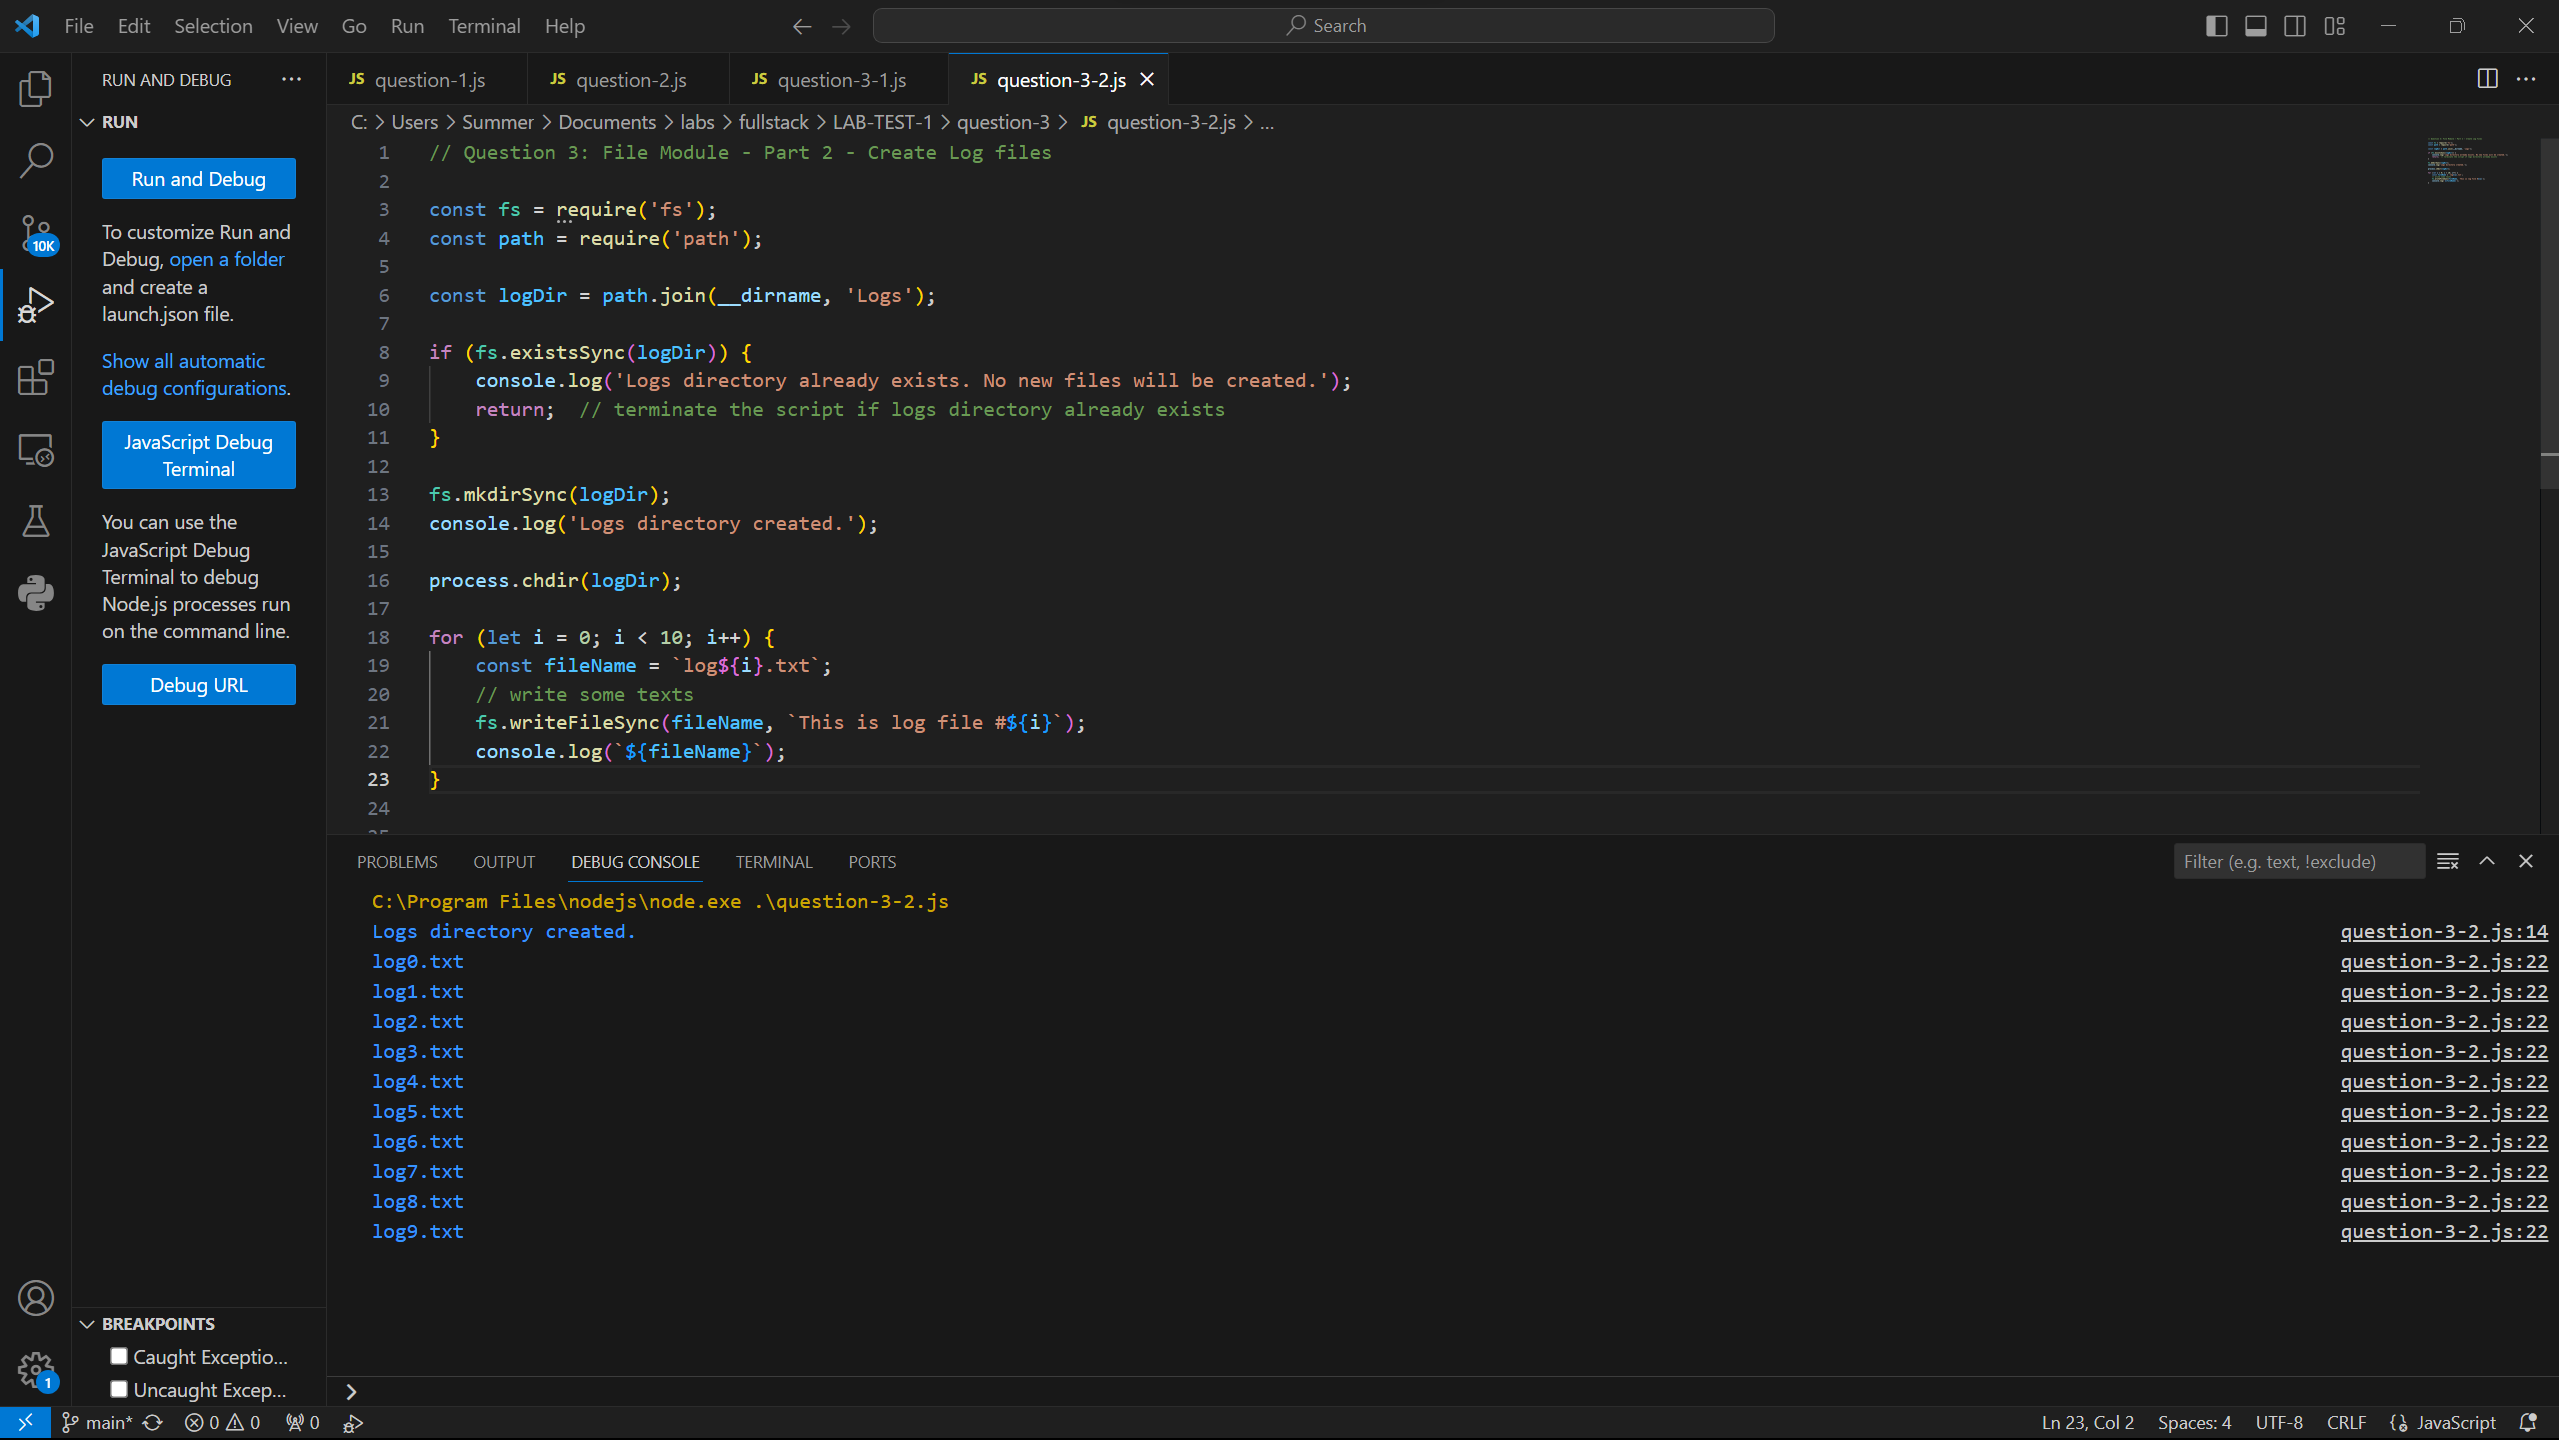 File Edit Selection View Go Run Terminal Help
Search
RUN AND DEBUG
RUN
Run and Debug
To customize Run and
Debug, open a folder
and create a
launch.json file.
Show all automatic
debug configurations.
JavaScript Debug
Terminal
You can use the
JavaScript Debug
Terminal to debug
Node.js processes run
on the command line.
Debug URL
10K
1
BREAKPOINTS
Caught Exceptio...
Uncaught Excep...
JS question-1.js
JS question-2.js
JS question-3-1.js
JS question-3-2.js
C: > Users > Summer > Documents > labs > fullstack > LAB-TEST-1 > question-3 > JS question-3-2.js > ...
1 // Question 3: File Module - Part 2 - Create Log files
2
3 const fs = require('fs');
4 const path = require('path');
5
6 const logDir = path.join(__dirname, 'Logs');
7
8 if (fs.existsSync(logDir)) {
9 console.log('Logs directory already exists. No new files will be created.');
10 return; // terminate the script if logs directory already exists
11 }
12
13 fs.mkdirSync(logDir);
14 console.log('Logs directory created.');
15
16 process.chdir(logDir);
17
18 for (let i = 0; i < 10; i++) {
19 const fileName = `log${i}.txt`;
20 // write some texts
21 fs.writeFileSync(fileName, `This is log file #${i}`);
22 console.log(`${fileName}`);
23 }
24
PROBLEMS OUTPUT DEBUG CONSOLE TERMINAL PORTS
Filter (e.g. text, !exclude)
C:\Program Files\nodejs\node.exe .\question-3-2.js
Logs directory created. question-3-2.js:14
log0.txt question-3-2.js:22
log1.txt question-3-2.js:22
log2.txt question-3-2.js:22
log3.txt question-3-2.js:22
log4.txt question-3-2.js:22
log5.txt question-3-2.js:22
log6.txt question-3-2.js:22
log7.txt question-3-2.js:22
log8.txt question-3-2.js:22
log9.txt question-3-2.js:22
main* 0 0 0
Ln 23, Col 2 Spaces: 4 UTF-8 CRLF JavaScript